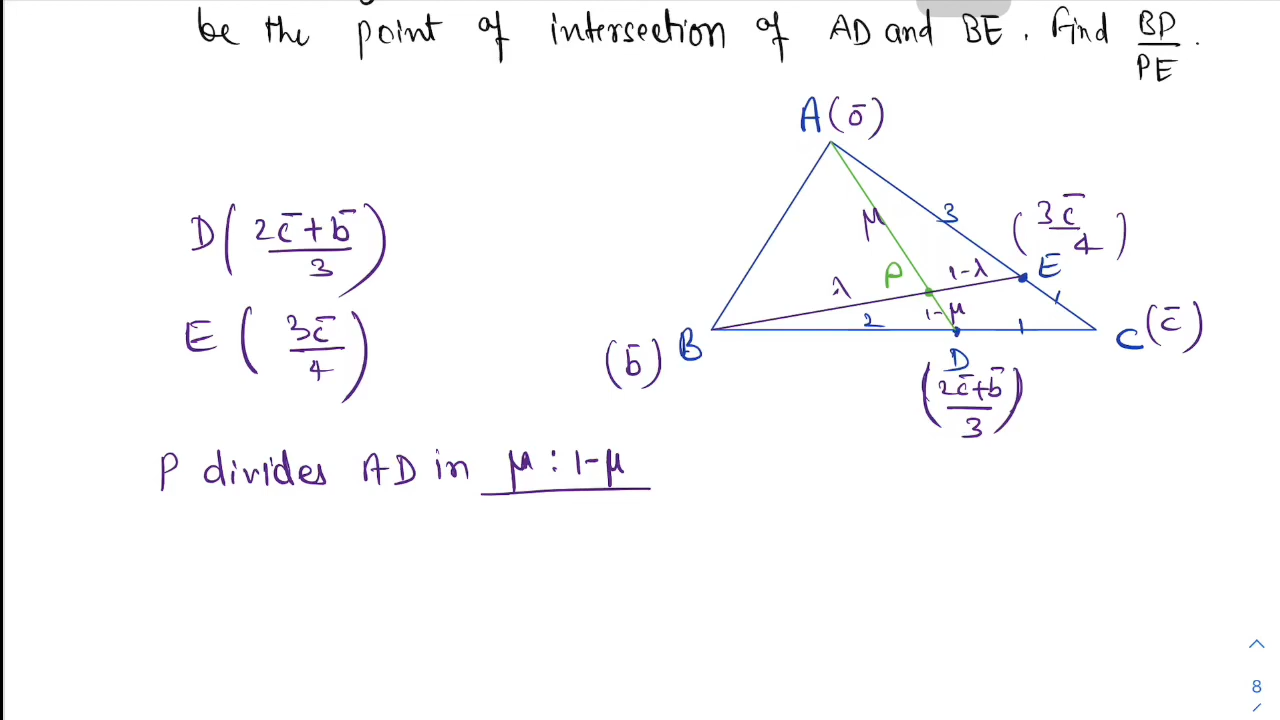 be the point of intersection of AD and BE. Find BP/PE.
A(ō)
D((2c̄+b̄)/3)
3
(3c̄/4)
μ
E
P
1-λ
λ
1
1-μ
E(3c̄/4)
2
1
C(c̄)
(b̄) B
D
((2c̄+b̄)/3)
P divides AD in μ : 1-μ
8